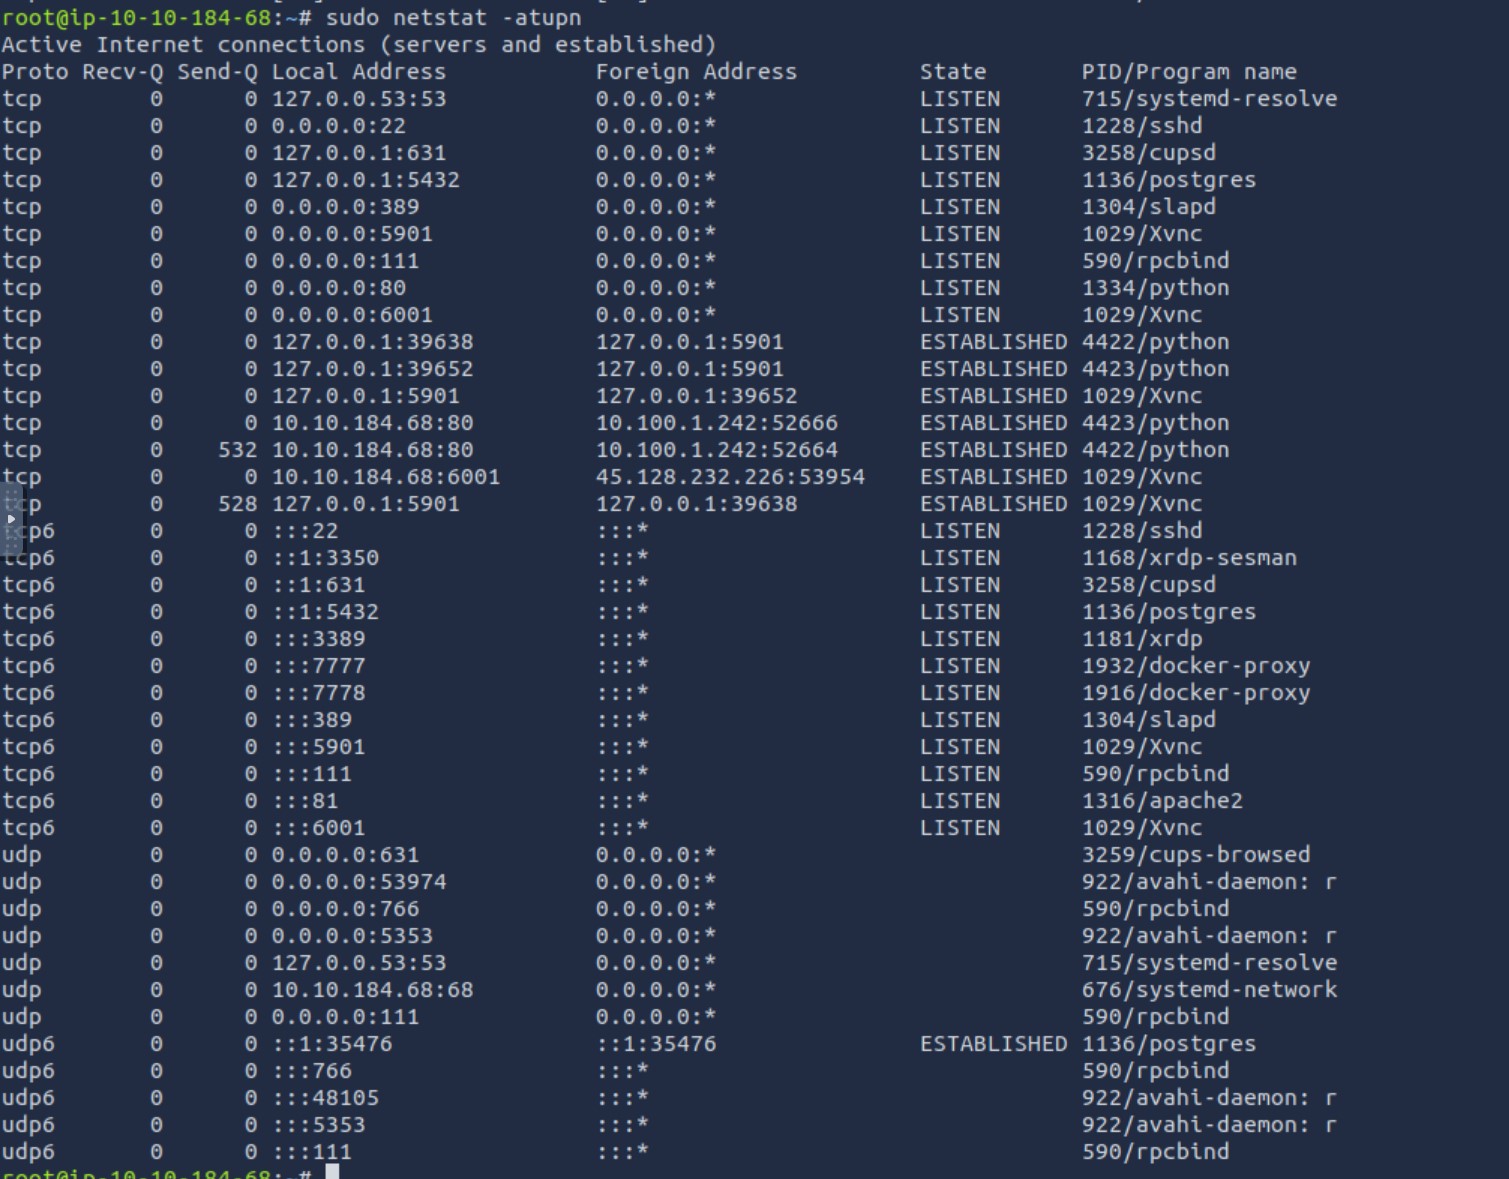 root@ip-10-10-184-68:~# sudo netstat -atupn
Active Internet connections (servers and established)
Proto Recv-Q Send-Q Local Address           Foreign Address         State       PID/Program name
tcp        0      0 127.0.0.53:53           0.0.0.0:*               LISTEN      715/systemd-resolve
tcp        0      0 0.0.0.0:22              0.0.0.0:*               LISTEN      1228/sshd
tcp        0      0 127.0.0.1:631           0.0.0.0:*               LISTEN      3258/cupsd
tcp        0      0 127.0.0.1:5432          0.0.0.0:*               LISTEN      1136/postgres
tcp        0      0 0.0.0.0:389             0.0.0.0:*               LISTEN      1304/slapd
tcp        0      0 0.0.0.0:5901            0.0.0.0:*               LISTEN      1029/Xvnc
tcp        0      0 0.0.0.0:111             0.0.0.0:*               LISTEN      590/rpcbind
tcp        0      0 0.0.0.0:80              0.0.0.0:*               LISTEN      1334/python
tcp        0      0 0.0.0.0:6001            0.0.0.0:*               LISTEN      1029/Xvnc
tcp        0      0 127.0.0.1:39638         127.0.0.1:5901          ESTABLISHED 4422/python
tcp        0      0 127.0.0.1:39652         127.0.0.1:5901          ESTABLISHED 4423/python
tcp        0      0 127.0.0.1:5901          127.0.0.1:39652         ESTABLISHED 1029/Xvnc
tcp        0      0 10.10.184.68:80         10.100.1.242:52666      ESTABLISHED 4423/python
tcp        0    532 10.10.184.68:80         10.100.1.242:52664      ESTABLISHED 4422/python
tcp        0      0 10.10.184.68:6001       45.128.232.226:53954    ESTABLISHED 1029/Xvnc
tcp        0    528 127.0.0.1:5901          127.0.0.1:39638         ESTABLISHED 1029/Xvnc
tcp6       0      0 :::22                   :::*                    LISTEN      1228/sshd
tcp6       0      0 ::1:3350                :::*                    LISTEN      1168/xrdp-sesman
tcp6       0      0 ::1:631                 :::*                    LISTEN      3258/cupsd
tcp6       0      0 ::1:5432                :::*                    LISTEN      1136/postgres
tcp6       0      0 :::3389                 :::*                    LISTEN      1181/xrdp
tcp6       0      0 :::7777                 :::*                    LISTEN      1932/docker-proxy
tcp6       0      0 :::7778                 :::*                    LISTEN      1916/docker-proxy
tcp6       0      0 :::389                  :::*                    LISTEN      1304/slapd
tcp6       0      0 :::5901                 :::*                    LISTEN      1029/Xvnc
tcp6       0      0 :::111                  :::*                    LISTEN      590/rpcbind
tcp6       0      0 :::81                   :::*                    LISTEN      1316/apache2
tcp6       0      0 :::6001                 :::*                    LISTEN      1029/Xvnc
udp        0      0 0.0.0.0:631             0.0.0.0:*                           3259/cups-browsed
udp        0      0 0.0.0.0:53974           0.0.0.0:*                           922/avahi-daemon: r
udp        0      0 0.0.0.0:766             0.0.0.0:*                           590/rpcbind
udp        0      0 0.0.0.0:5353            0.0.0.0:*                           922/avahi-daemon: r
udp        0      0 127.0.0.53:53           0.0.0.0:*                           715/systemd-resolve
udp        0      0 10.10.184.68:68         0.0.0.0:*                           676/systemd-network
udp        0      0 0.0.0.0:111             0.0.0.0:*                           590/rpcbind
udp6       0      0 ::1:35476               ::1:35476               ESTABLISHED 1136/postgres
udp6       0      0 :::766                  :::*                                590/rpcbind
udp6       0      0 :::48105                :::*                                922/avahi-daemon: r
udp6       0      0 :::5353                 :::*                                922/avahi-daemon: r
udp6       0      0 :::111                  :::*                                590/rpcbind
root@ip-10-10-184-68:~#